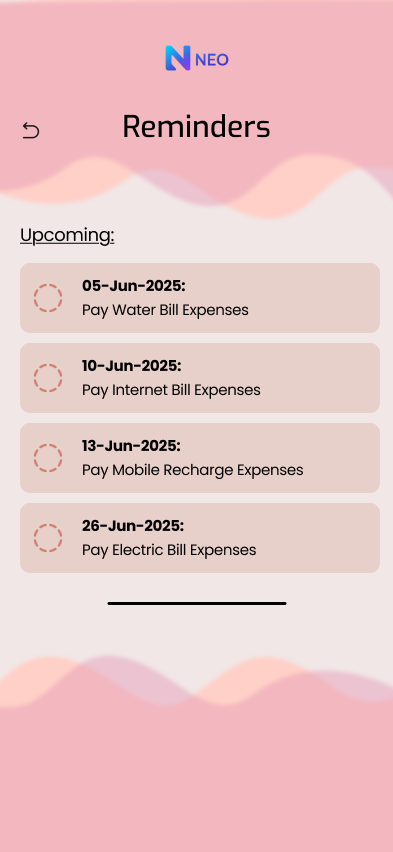 NEO
Reminders
Upcoming:
05-Jun-2025:
Pay Water Bill Expenses
10-Jun-2025:
Pay Internet Bill Expenses
13-Jun-2025:
Pay Mobile Recharge Expenses
26-Jun-2025:
Pay Electric Bill Expenses